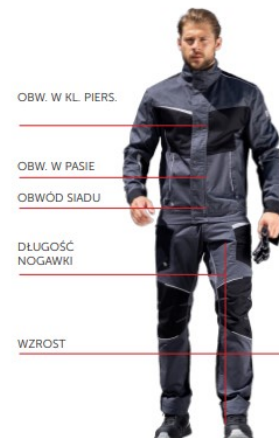 OBW. W KL. PIERS.
OBW. W PASIE
OBWÓD SIADU
DŁUGOŚĆ
NOGAWKI
WZROST